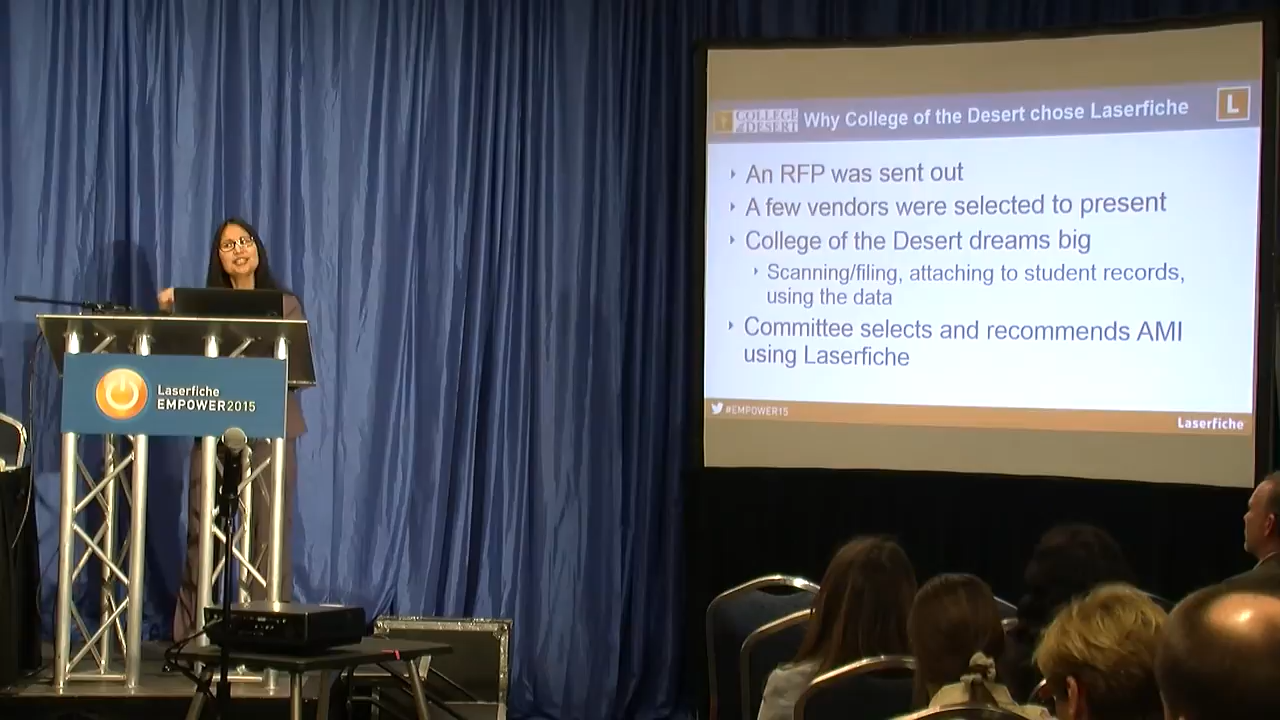 COLLEGE
of the DESERT
Why College of the Desert chose Laserfiche
L
An RFP was sent out
A few vendors were selected to present
College of the Desert dreams big
Scanning/filing, attaching to student records,
using the data
Committee selects and recommends AMI
using Laserfiche
#EMPOWER15
Laserfiche
Laserfiche
EMPOWER2015